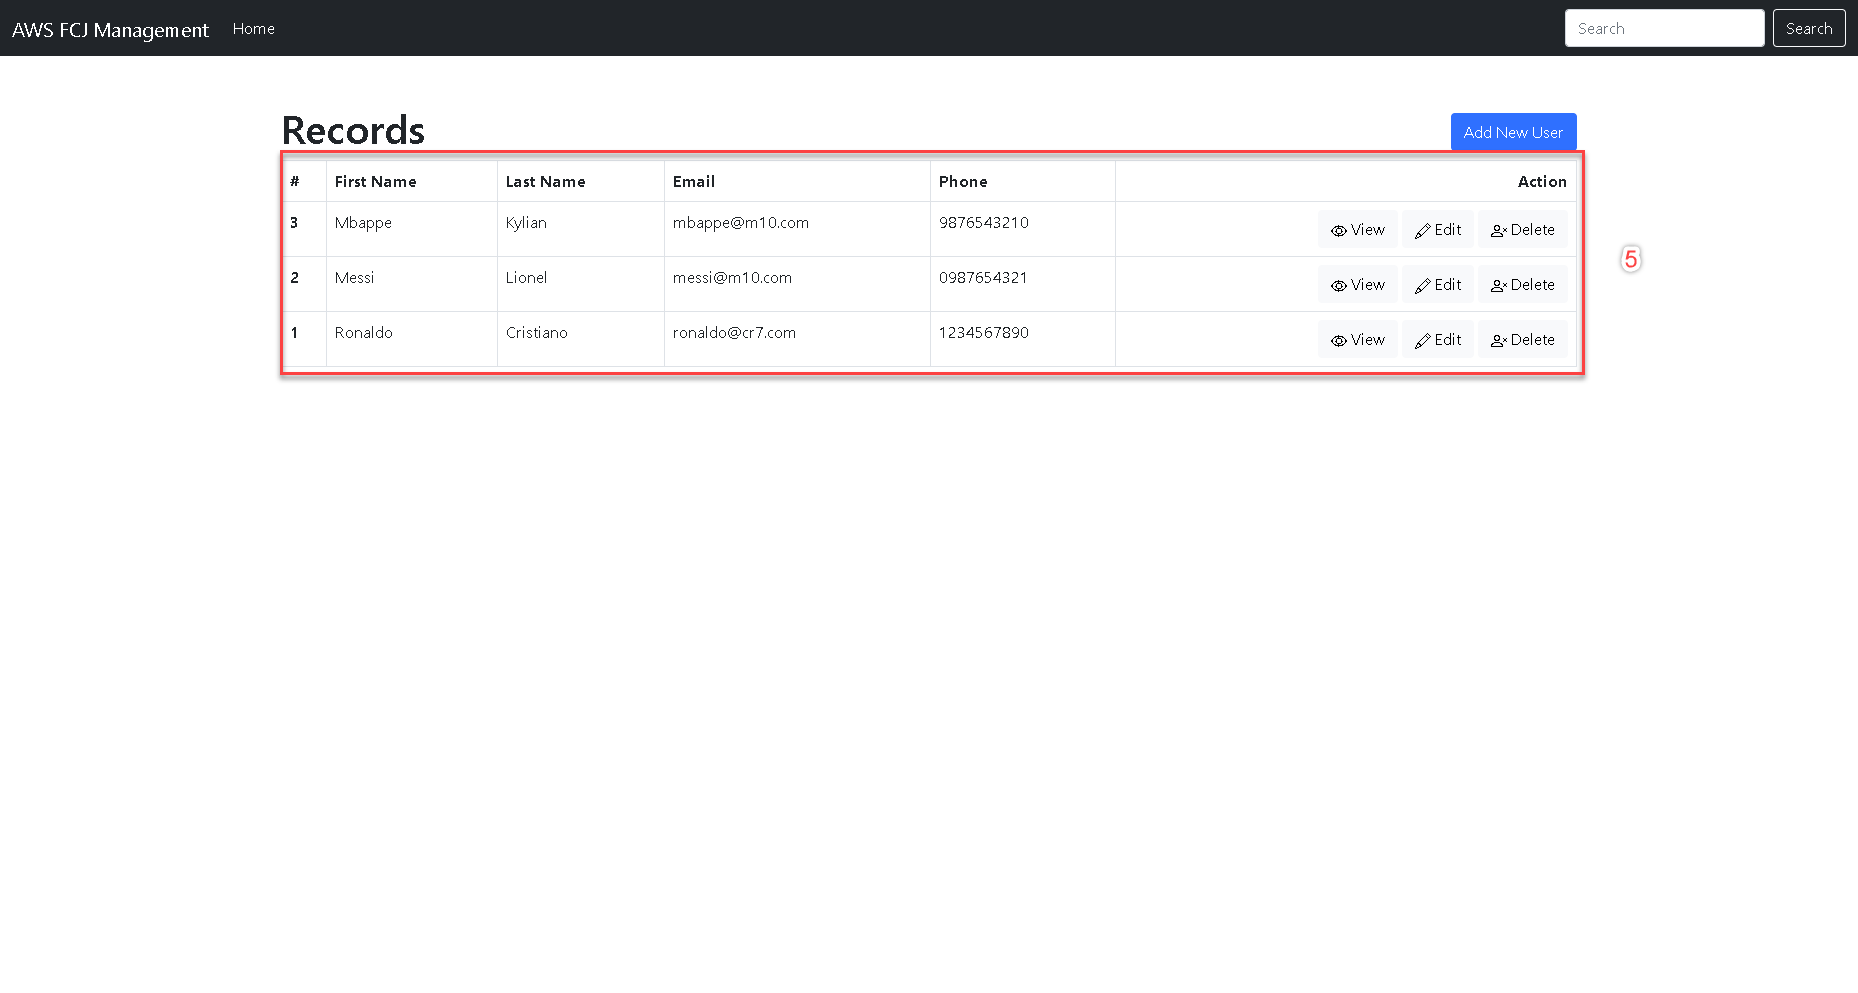 AWS FCJ Management Home Search Search
Records Add New User
# First Name Last Name Email Phone Action
3 Mbappe Kylian mbappe@m10.com 9876543210 View Edit Delete
2 Messi Lionel messi@m10.com 0987654321 View Edit Delete
1 Ronaldo Cristiano ronaldo@cr7.com 1234567890 View Edit Delete
5